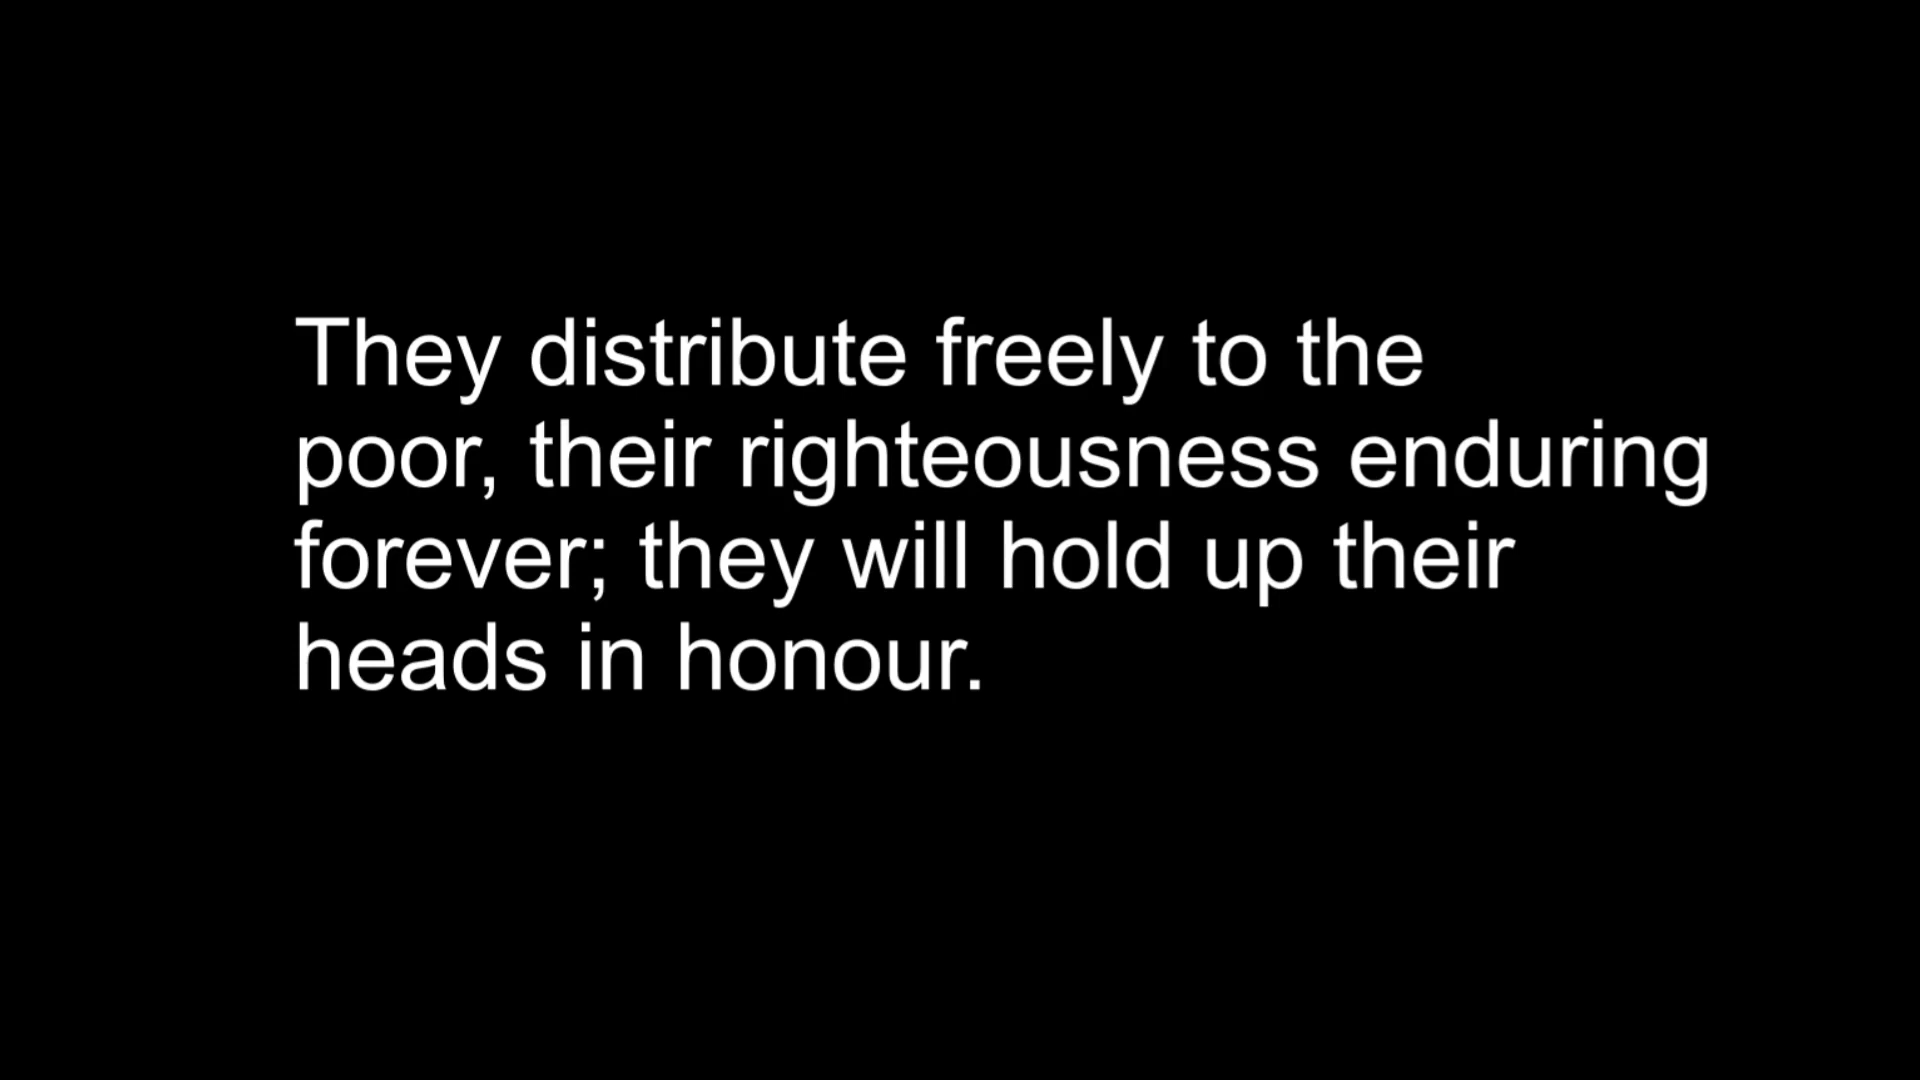 They distribute freely to the
poor, their righteousness enduring
forever; they will hold up their
heads in honour.